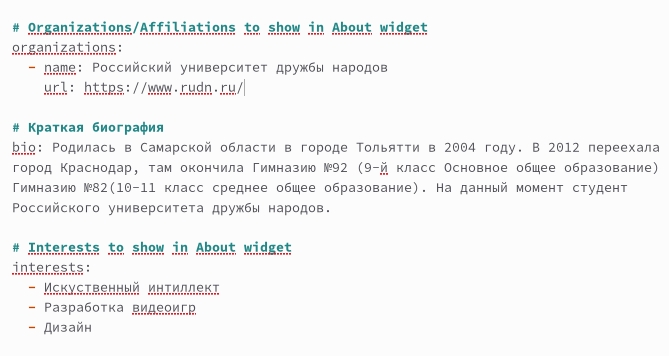 # Organizations/Affiliations to show in About widget
organizations:
- name: Российский университет дружбы народов
url: https://www.rudn.ru/
# Краткая биография
bio: Родилась в Самарской области в городе Тольятти в 2004 году. В 2012 переехала
город Краснодар, там окончила Гимназию №92 (9-й класс Основное общее образование)
Гимназию №82(10-11 класс среднее общее образование). На данный момент студент
Российского университета дружбы народов.
# Interests to show in About widget
interests:
- Искуственный интиллект
- Разработка видеоигр
- Дизайн